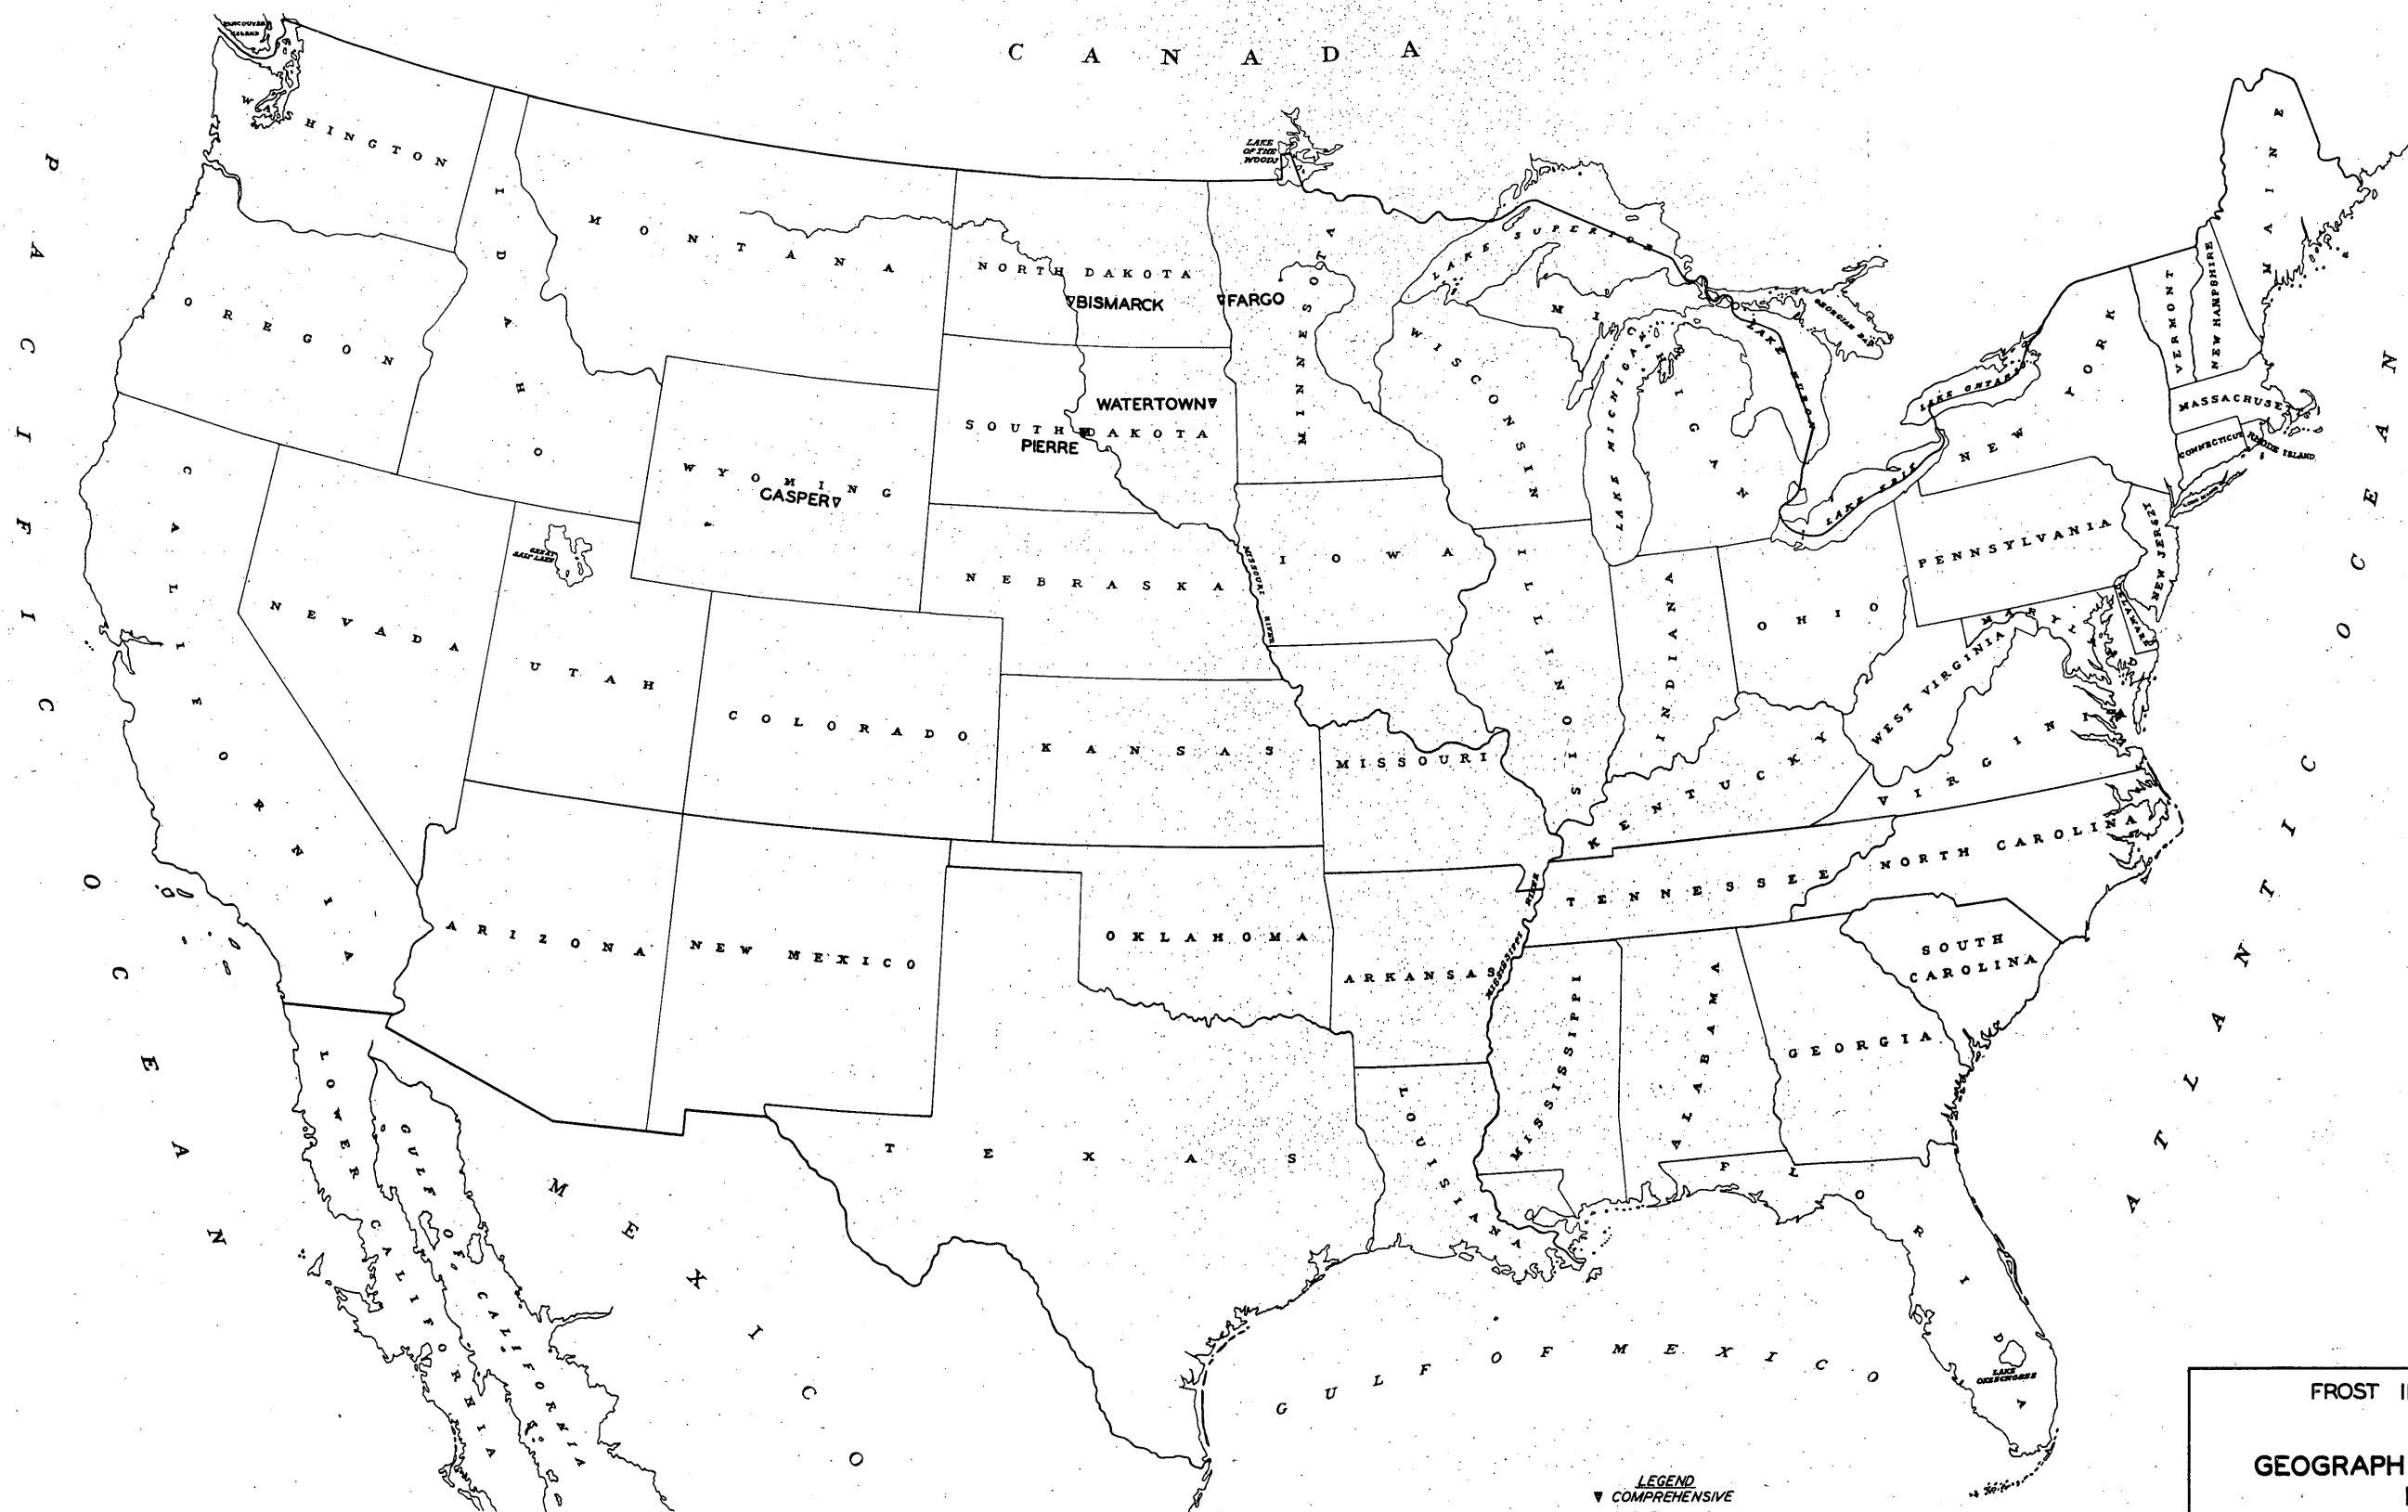 CANADA
VANCOUVER ISLAND
WASHINGTON
LAKE OF THE WOODS
MAINE
PACIFIC OCEAN
IDAHO
MONTANA
NORTH DAKOTA
BISMARCK
FARGO
MINNESOTA
LAKE SUPERIOR
MICHIGAN
GEORGIAN BAY
LAKE HURON
VERMONT
NEW HAMPSHIRE
OREGON
WISCONSIN
LAKE MICHIGAN
LAKE ONTARIO
NEW YORK
MASSACHUSETTS
CONNECTICUT
RHODE ISLAND
WATERTOWN
SOUTH DAKOTA
PIERRE
WYOMING
CASPER
LAKE ERIE
PENNSYLVANIA
NEW JERSEY
GREAT SALT LAKE
NEBRASKA
MISSOURI RIVER
IOWA
ILLINOIS
INDIANA
OHIO
MARYLAND
DELAWARE
CALIFORNIA
NEVADA
UTAH
COLORADO
KANSAS
MISSOURI
KENTUCKY
WEST VIRGINIA
VIRGINIA
ATLANTIC OCEAN
ARIZONA
NEW MEXICO
OKLAHOMA
ARKANSAS
MISSISSIPPI RIVER
TENNESSEE
NORTH CAROLINA
SOUTH CAROLINA
MISSISSIPPI
ALABAMA
GEORGIA
LOWER CALIFORNIA
GULF OF CALIFORNIA
MEXICO
TEXAS
LOUISIANA
FLORIDA
LAKE OKEECHOBEE
GULF OF MEXICO
LEGEND
COMPREHENSIVE
FROST I
GEOGRAPH